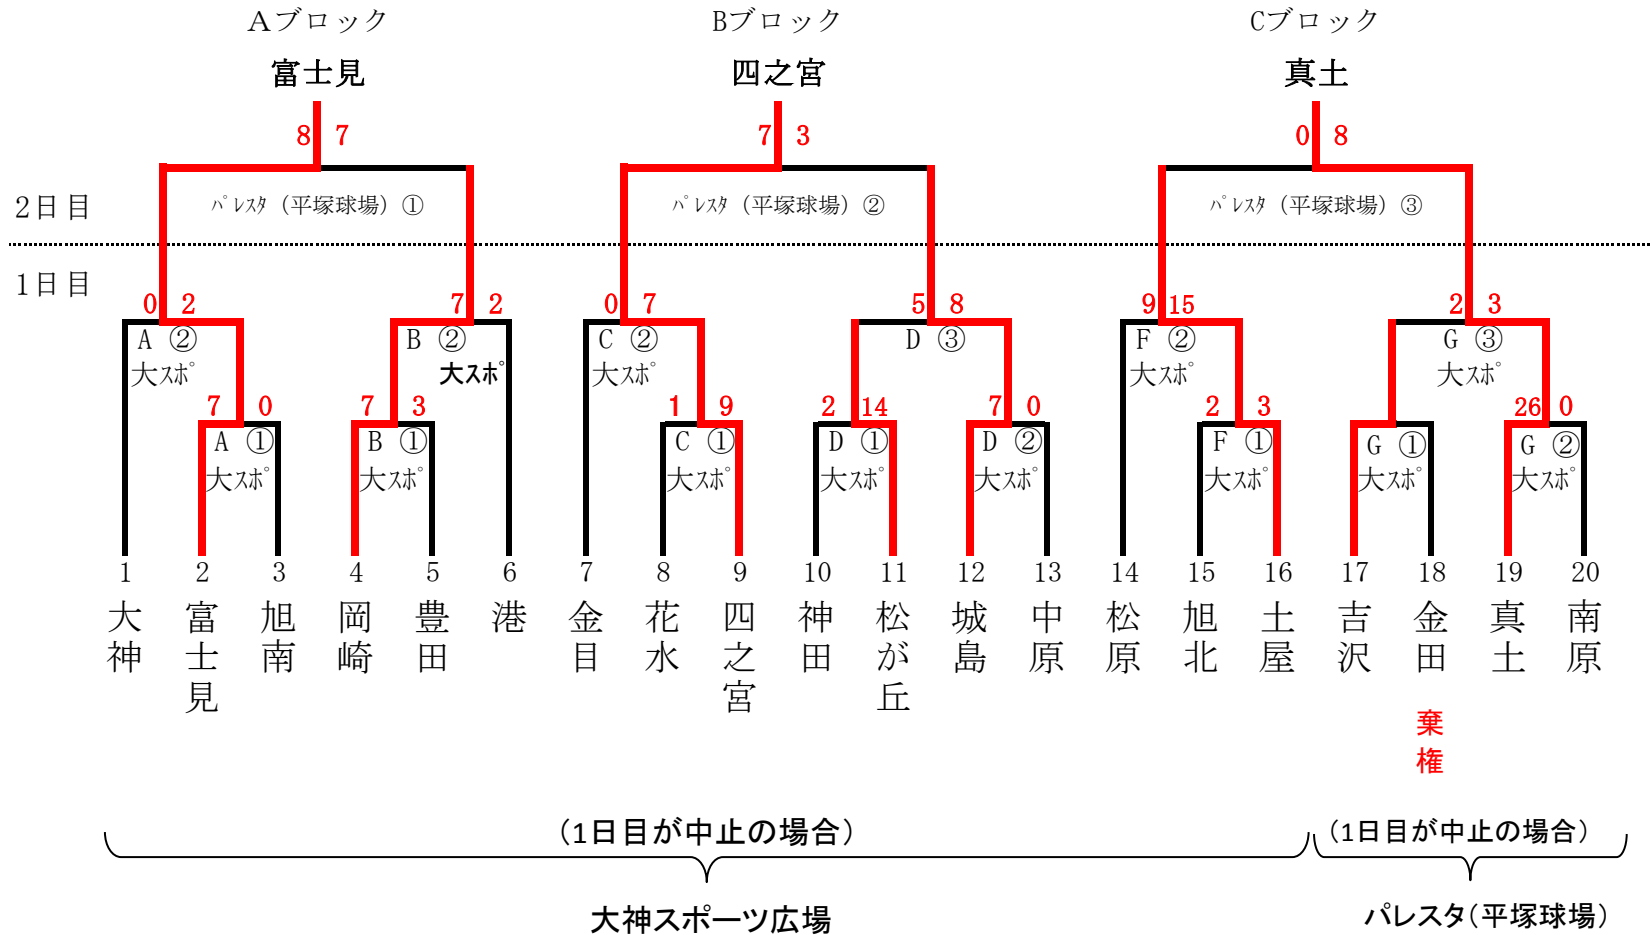 Aブロック
Bブロック
Cブロック
富士見
四之宮
真土
8 7
7 3
0 8
2日目
パレスタ（平塚球場）①
パレスタ（平塚球場）②
パレスタ（平塚球場）③
1日目
0 2
7 2
0 7
5 8
9 15
2 3
A ②
大スポ
B ②
大スポ
C ②
大スポ
D ③
F ②
大スポ
G ③
大スポ
7 0
7 3
1 9
2 14
7 0
2 3
26 0
A ①
大スポ
B ①
大スポ
C ①
大スポ
D ①
大スポ
D ②
大スポ
F ①
大スポ
G ①
大スポ
G ②
大スポ
1 2 3 4 5 6 7 8 9 10 11 12 13 14 15 16 17 18 19 20
大神
富士見
旭南
岡崎
豊田
港
金目
花水
四之宮
神田
松が丘
城島
中原
松原
旭北
土屋
吉沢
金田
真土
南原
棄権
（1日目が中止の場合）
（1日目が中止の場合）
大神スポーツ広場
パレスタ（平塚球場）